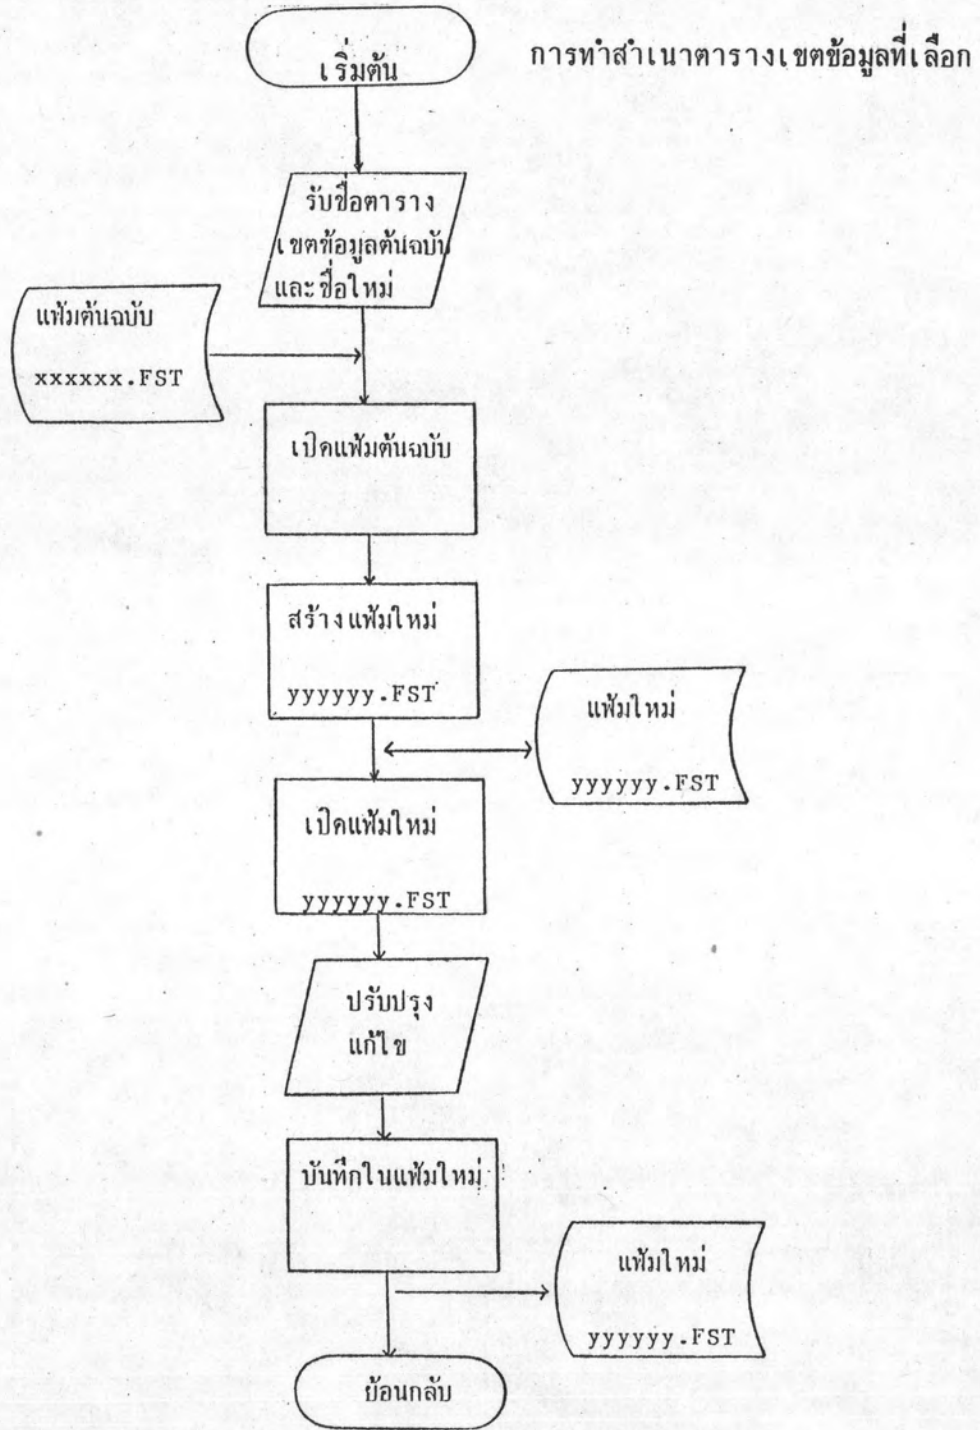 การทำสำเนาตารางเขตข้อมูลที่เลือก
เริ่มต้น
รับชื่อตาราง
เขตข้อมูลต้นฉบับ
และชื่อใหม่
แฟ้มต้นฉบับ
xxxxxx.FST
เปิดแฟ้มต้นฉบับ
สร้างแฟ้มใหม่
yyyyyy.FST
แฟ้มใหม่
yyyyyy.FST
เปิดแฟ้มใหม่
yyyyyy.FST
ปรับปรุง
แก้ไข
บันทึกในแฟ้มใหม่
แฟ้มใหม่
yyyyyy.FST
ย้อนกลับ